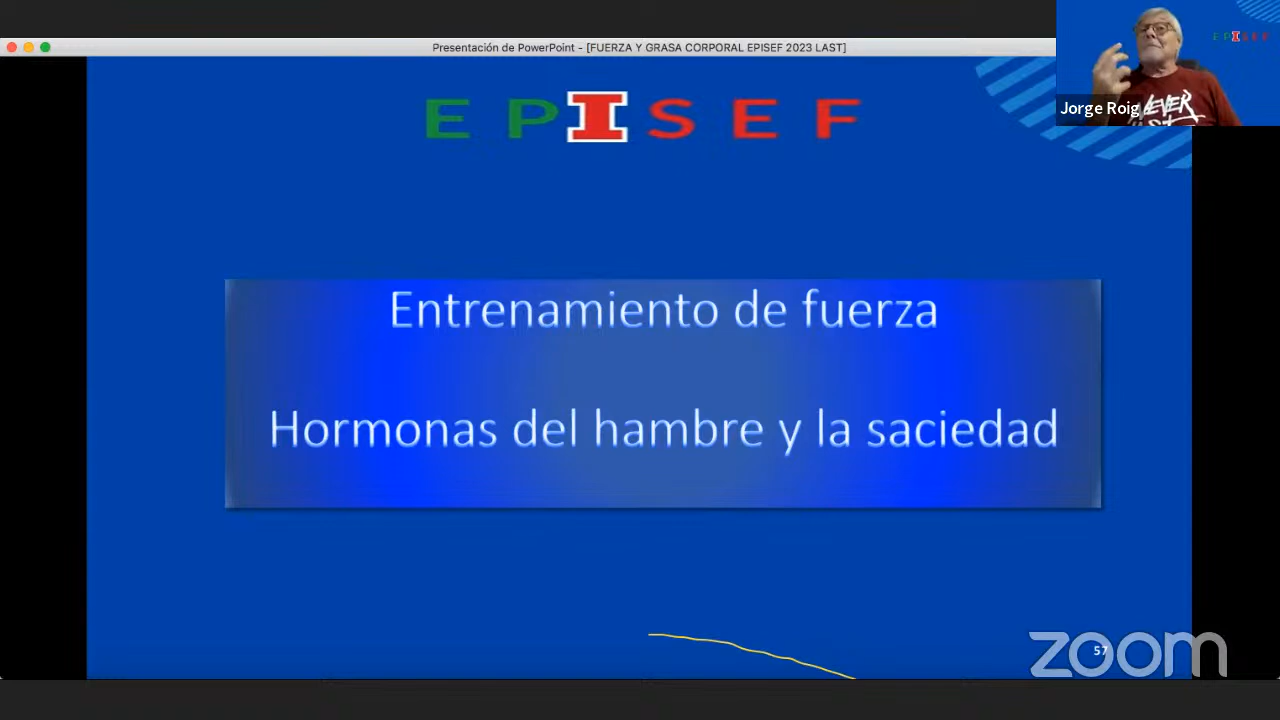 Presentación de PowerPoint - [FUERZA Y GRASA CORPORAL EPISEF 2023 LAST]
EPISEF
Jorge Roig
EPISEF
Entrenamiento de fuerza
Hormonas del hambre y la saciedad
57
zoom